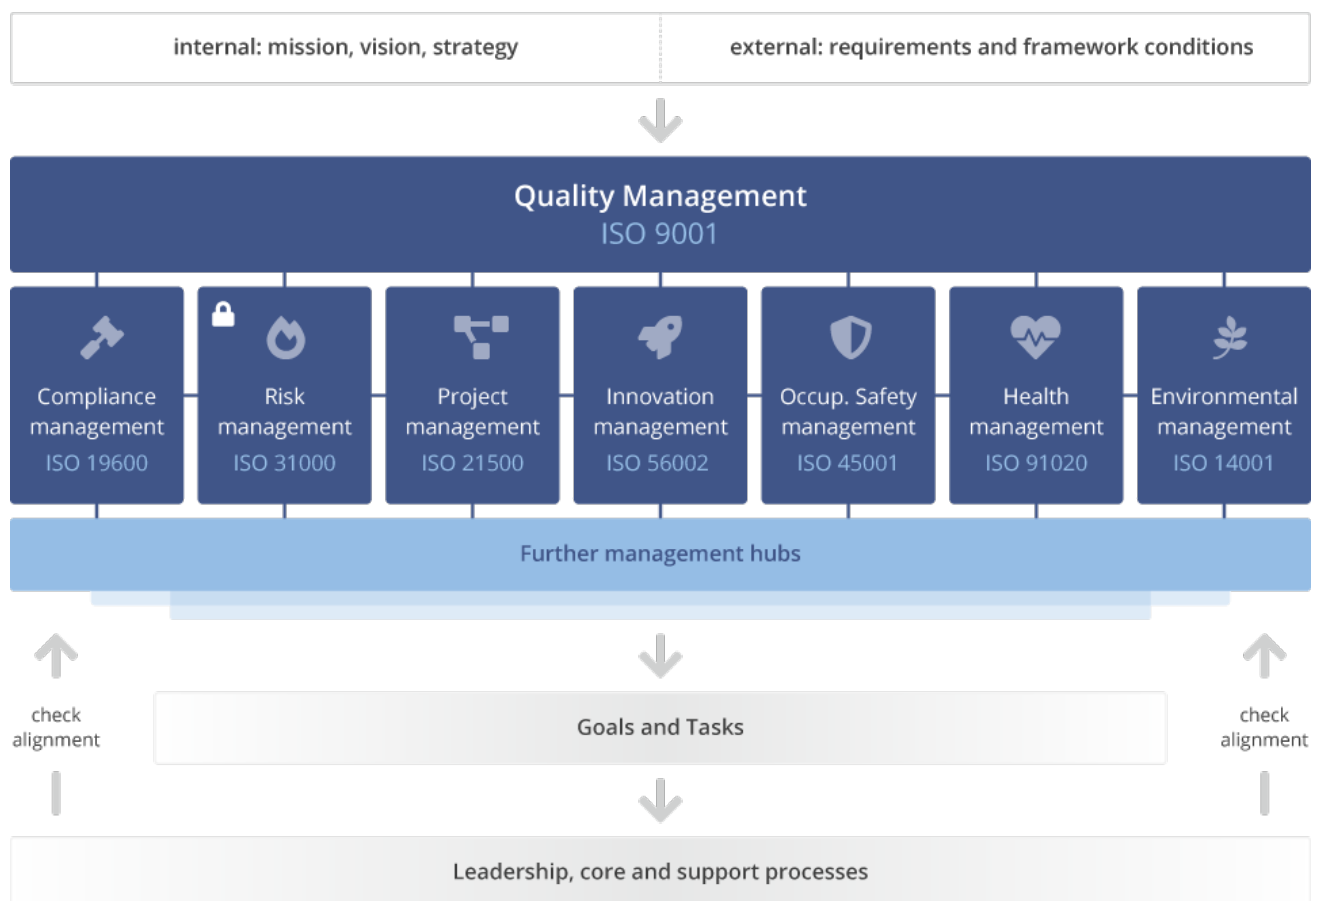 internal: mission, vision, strategy
external: requirements and framework conditions
Quality Management
ISO 9001
Compliance
management
ISO 19600
Risk
management
ISO 31000
Project
management
ISO 21500
Innovation
management
ISO 56002
Occup. Safety
management
ISO 45001
Health
management
ISO 91020
Environmental
management
ISO 14001
Further management hubs
check
alignment
Goals and Tasks
check
alignment
Leadership, core and support processes